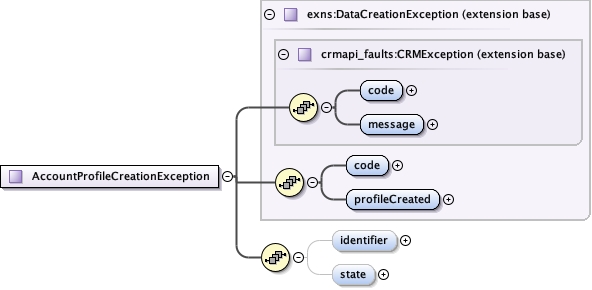 exns:DataCreationException (extension base)
crmapi_faults:CRMException (extension base)
code
message
AccountProfileCreationException
code
profileCreated
identifier
state